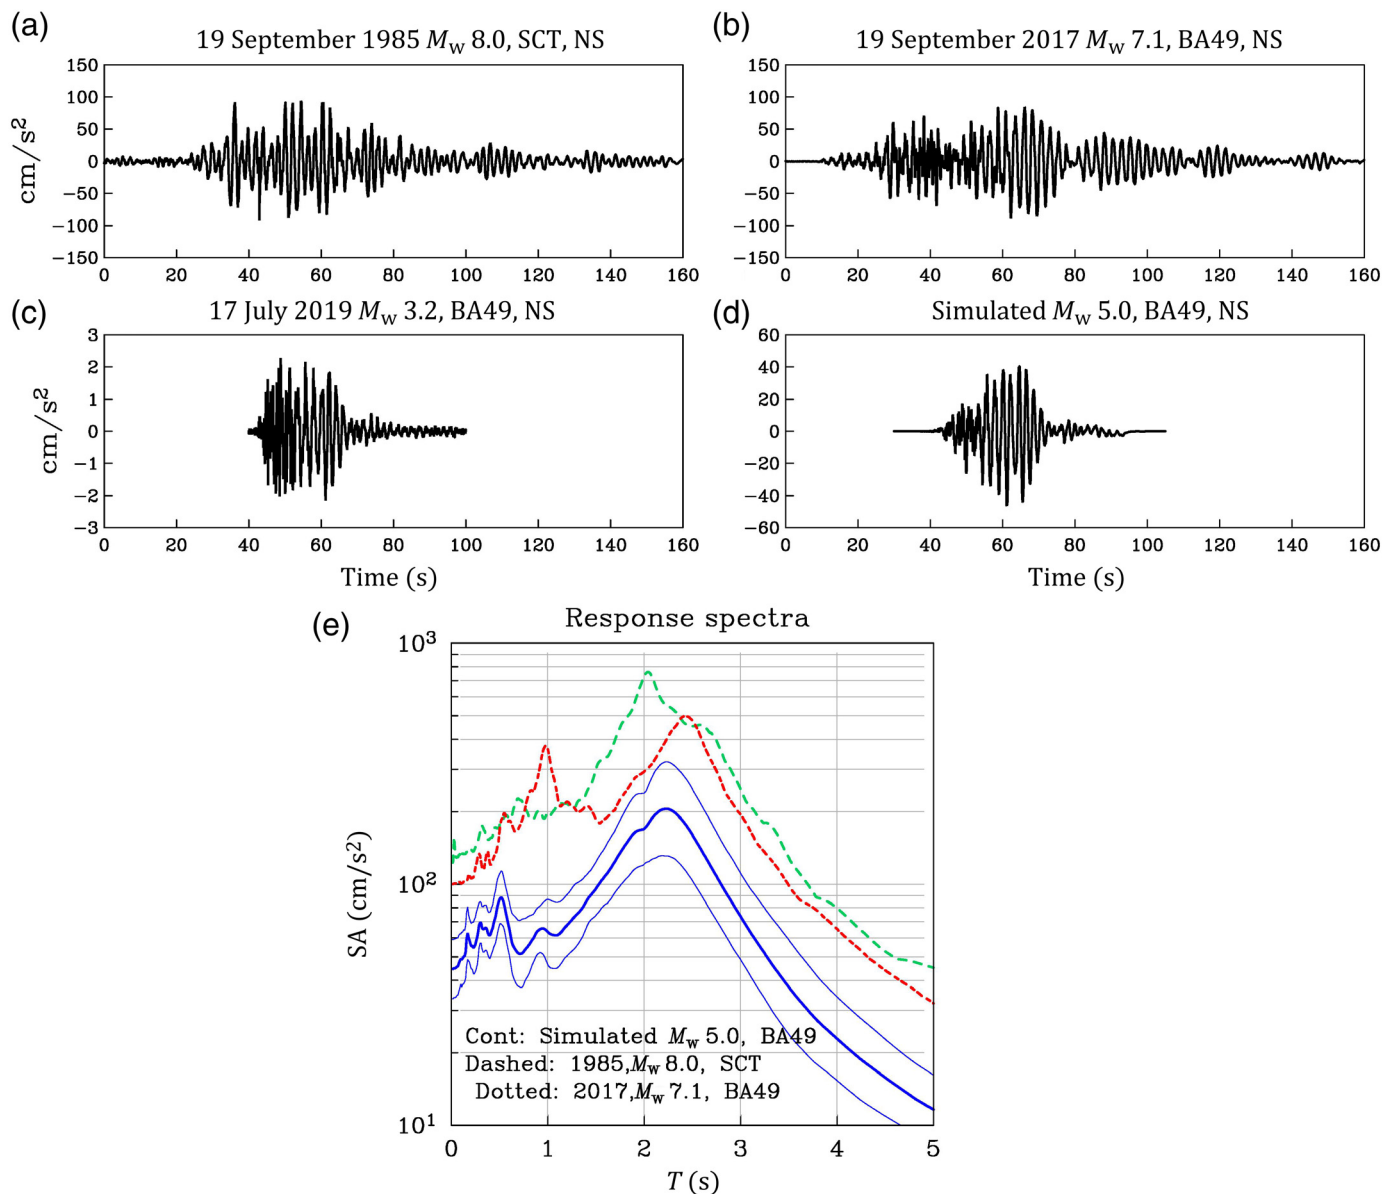 (a)
19 September 1985 Mw 8.0, SCT, NS
150
100
50
0
−50
−100
−150
cm/s²
0 20 40 60 80 100 120 140 160
(b)
19 September 2017 Mw 7.1, BA49, NS
150
100
50
0
−50
−100
−150
0 20 40 60 80 100 120 140 160
(c)
17 July 2019 Mw 3.2, BA49, NS
3
2
1
0
−1
−2
−3
cm/s²
0 20 40 60 80 100 120 140 160
Time (s)
(d)
Simulated Mw 5.0, BA49, NS
60
40
20
0
−20
−40
−60
0 20 40 60 80 100 120 140 160
Time (s)
(e)
Response spectra
10³
10²
10¹
SA (cm/s²)
Cont: Simulated Mw 5.0, BA49
Dashed: 1985,Mw 8.0, SCT
Dotted: 2017,Mw 7.1, BA49
0 1 2 3 4 5
T (s)